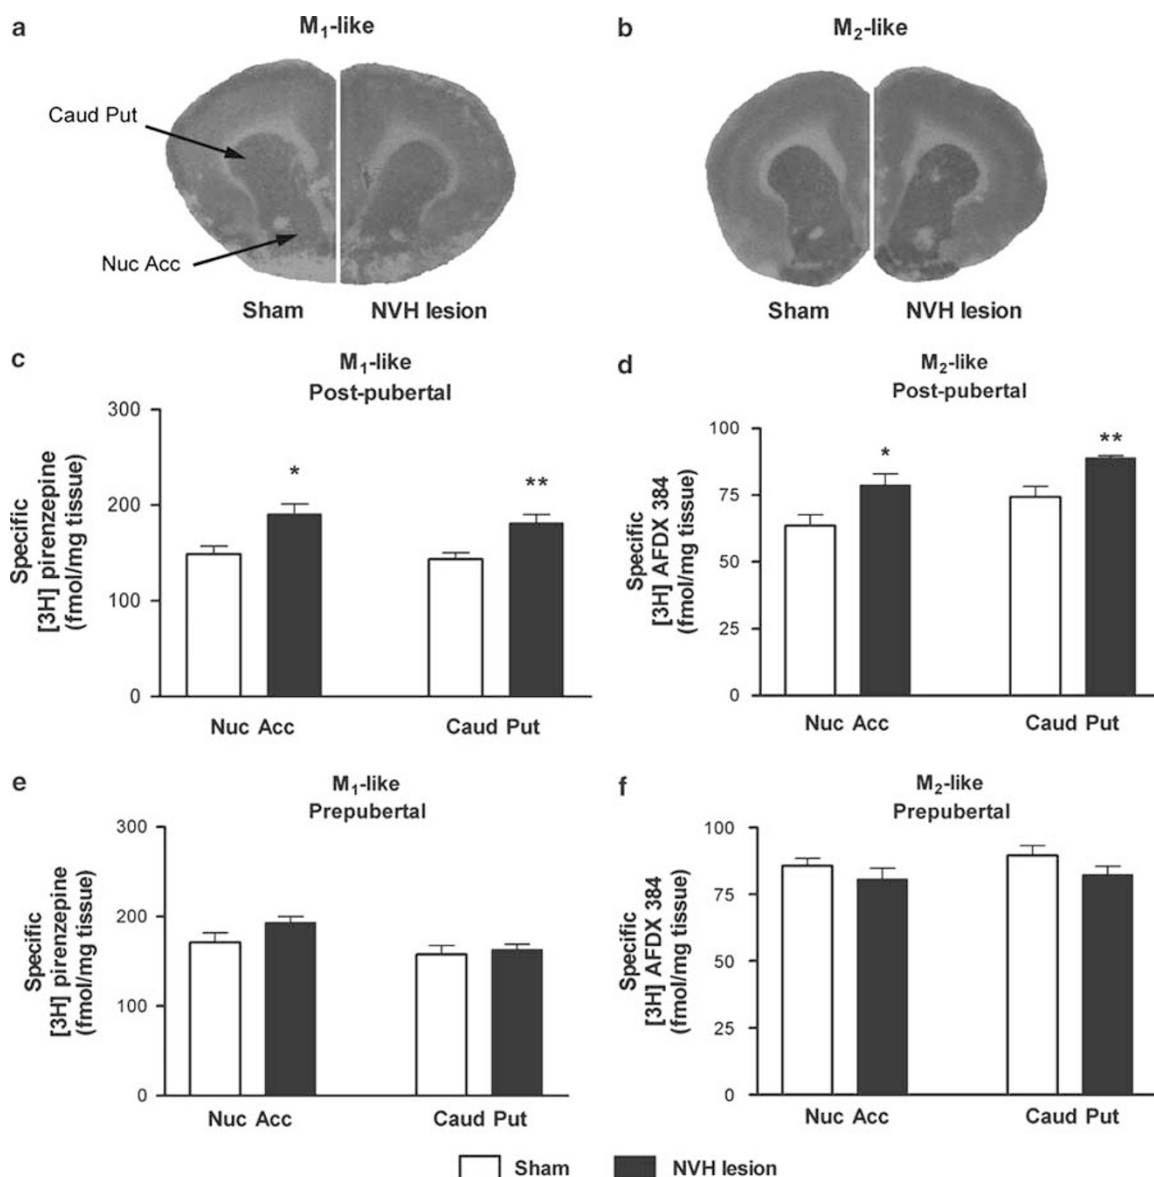 a
M₁-like
Caud Put
Nuc Acc
Sham
NVH lesion
b
M₂-like
Sham
NVH lesion
c
M₁-like
Post-pubertal
Specific
[3H] pirenzepine
(fmol/mg tissue)
300
200
100
0
*
**
Nuc Acc
Caud Put
d
M₂-like
Post-pubertal
Specific
[3H] AFDX 384
(fmol/mg tissue)
100
75
50
25
0
*
**
Nuc Acc
Caud Put
e
M₁-like
Prepubertal
Specific
[3H] pirenzepine
(fmol/mg tissue)
300
200
100
0
Nuc Acc
Caud Put
f
M₂-like
Prepubertal
Specific
[3H] AFDX 384
(fmol/mg tissue)
100
75
50
25
0
Nuc Acc
Caud Put
Sham
NVH lesion